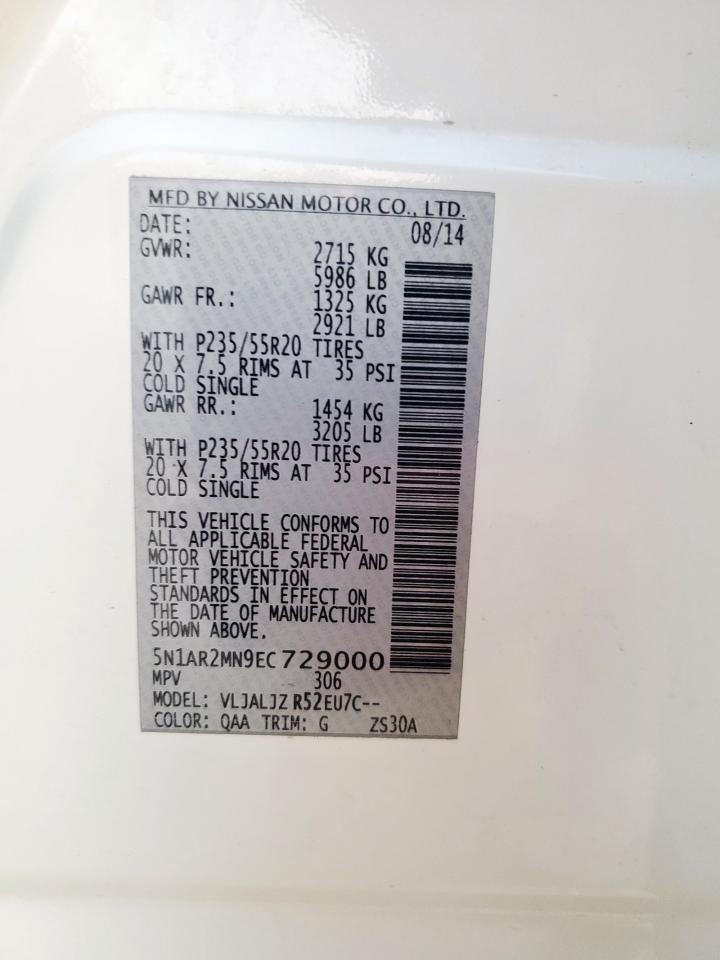 MFD BY NISSAN MOTOR CO., LTD.
DATE: 08/14
GVWR: 2715 KG
5986 LB
GAWR FR.: 1325 KG
2921 LB
WITH P235/55R20 TIRES
20 X 7.5 RIMS AT 35 PSI
COLD SINGLE
GAWR RR.: 1454 KG
3205 LB
WITH P235/55R20 TIRES
20 X 7.5 RIMS AT 35 PSI
COLD SINGLE
THIS VEHICLE CONFORMS TO
ALL APPLICABLE FEDERAL
MOTOR VEHICLE SAFETY AND
THEFT PREVENTION
STANDARDS IN EFFECT ON
THE DATE OF MANUFACTURE
SHOWN ABOVE.
5N1AR2MN9EC 729000
MPV 306
MODEL: VLJALJZ R52EU7C--
COLOR: QAA TRIM: G ZS30A